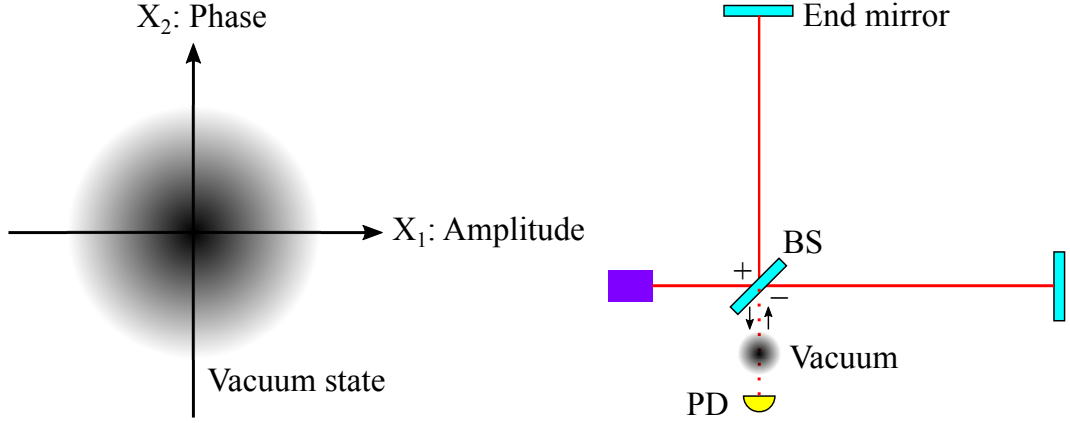 X₂: Phase
X₁: Amplitude
Vacuum state
End mirror
BS
+
−
Vacuum
PD